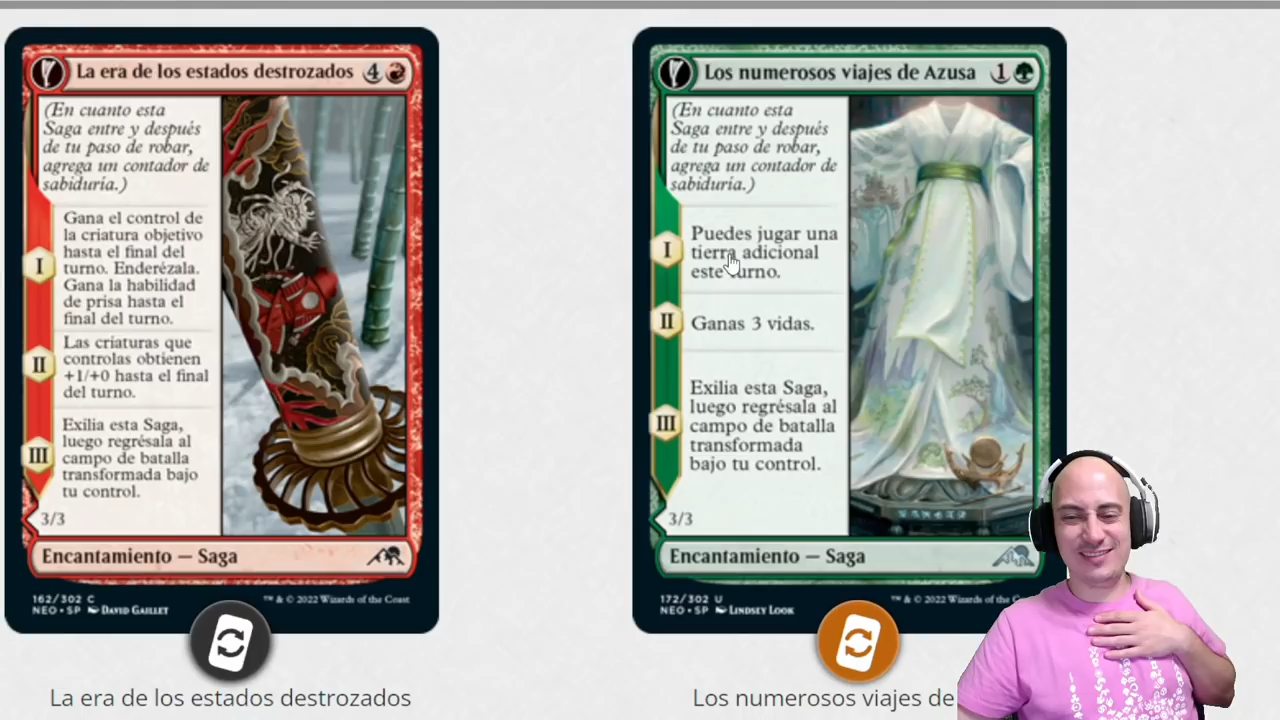 La era de los estados destrozados 4
(En cuanto esta
Saga entre y después
de tu paso de robar,
agrega un contador de
sabiduría.)
I
Gana el control de
la criatura objetivo
hasta el final del
turno. Enderézala.
Gana la habilidad
de prisa hasta el
final del turno.
II
Las criaturas que
controlas obtienen
+1/+0 hasta el final
del turno.
III
Exilia esta Saga,
luego regrésala al
campo de batalla
transformada bajo
tu control.
3/3
Encantamiento — Saga
162/302 C
NEO • SP DAVID GAILLET
™ & © 2022 Wizards of the Coast
La era de los estados destrozados
Los numerosos viajes de Azusa 1
(En cuanto esta
Saga entre y después
de tu paso de robar,
agrega un contador de
sabiduría.)
I
Puedes jugar una
tierra adicional
este turno.
II
Ganas 3 vidas.
III
Exilia esta Saga,
luego regrésala al
campo de batalla
transformada
bajo tu control.
3/3
Encantamiento — Saga
172/302 U
NEO • SP LINDSEY LOOK
™ & © 2022 Wizards of the
Los numerosos viajes de